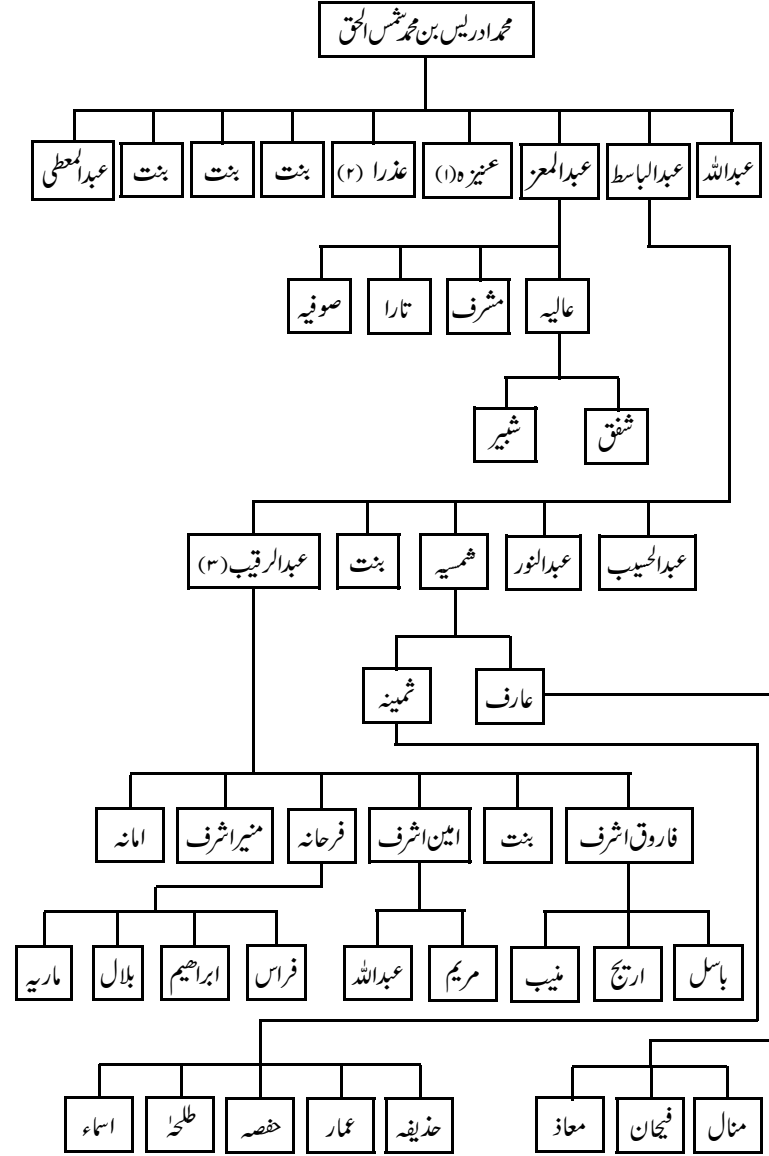 محمد ادریس بن محمد شمس الحق
عبداللہ عبدالباسط عبدالمعز عنیزہ(۱) عذرا (۲) بنت بنت بنت عبدالمعطی
عالیہ مشرف تارا صوفیہ
شفق شبیر
عبدالحسیب عبدالنور شمسیہ بنت عبدالرقیب(۳)
عارف ثمینہ
فاروق اشرف بنت امین اشرف فرحانہ منیراشرف امانہ
باسل اریج منیب مریم عبداللہ فراس ابراھیم بلال ماریہ
منال فیحان معاذ حذیفہ عمار حفصہ طلحہٰ اسماء